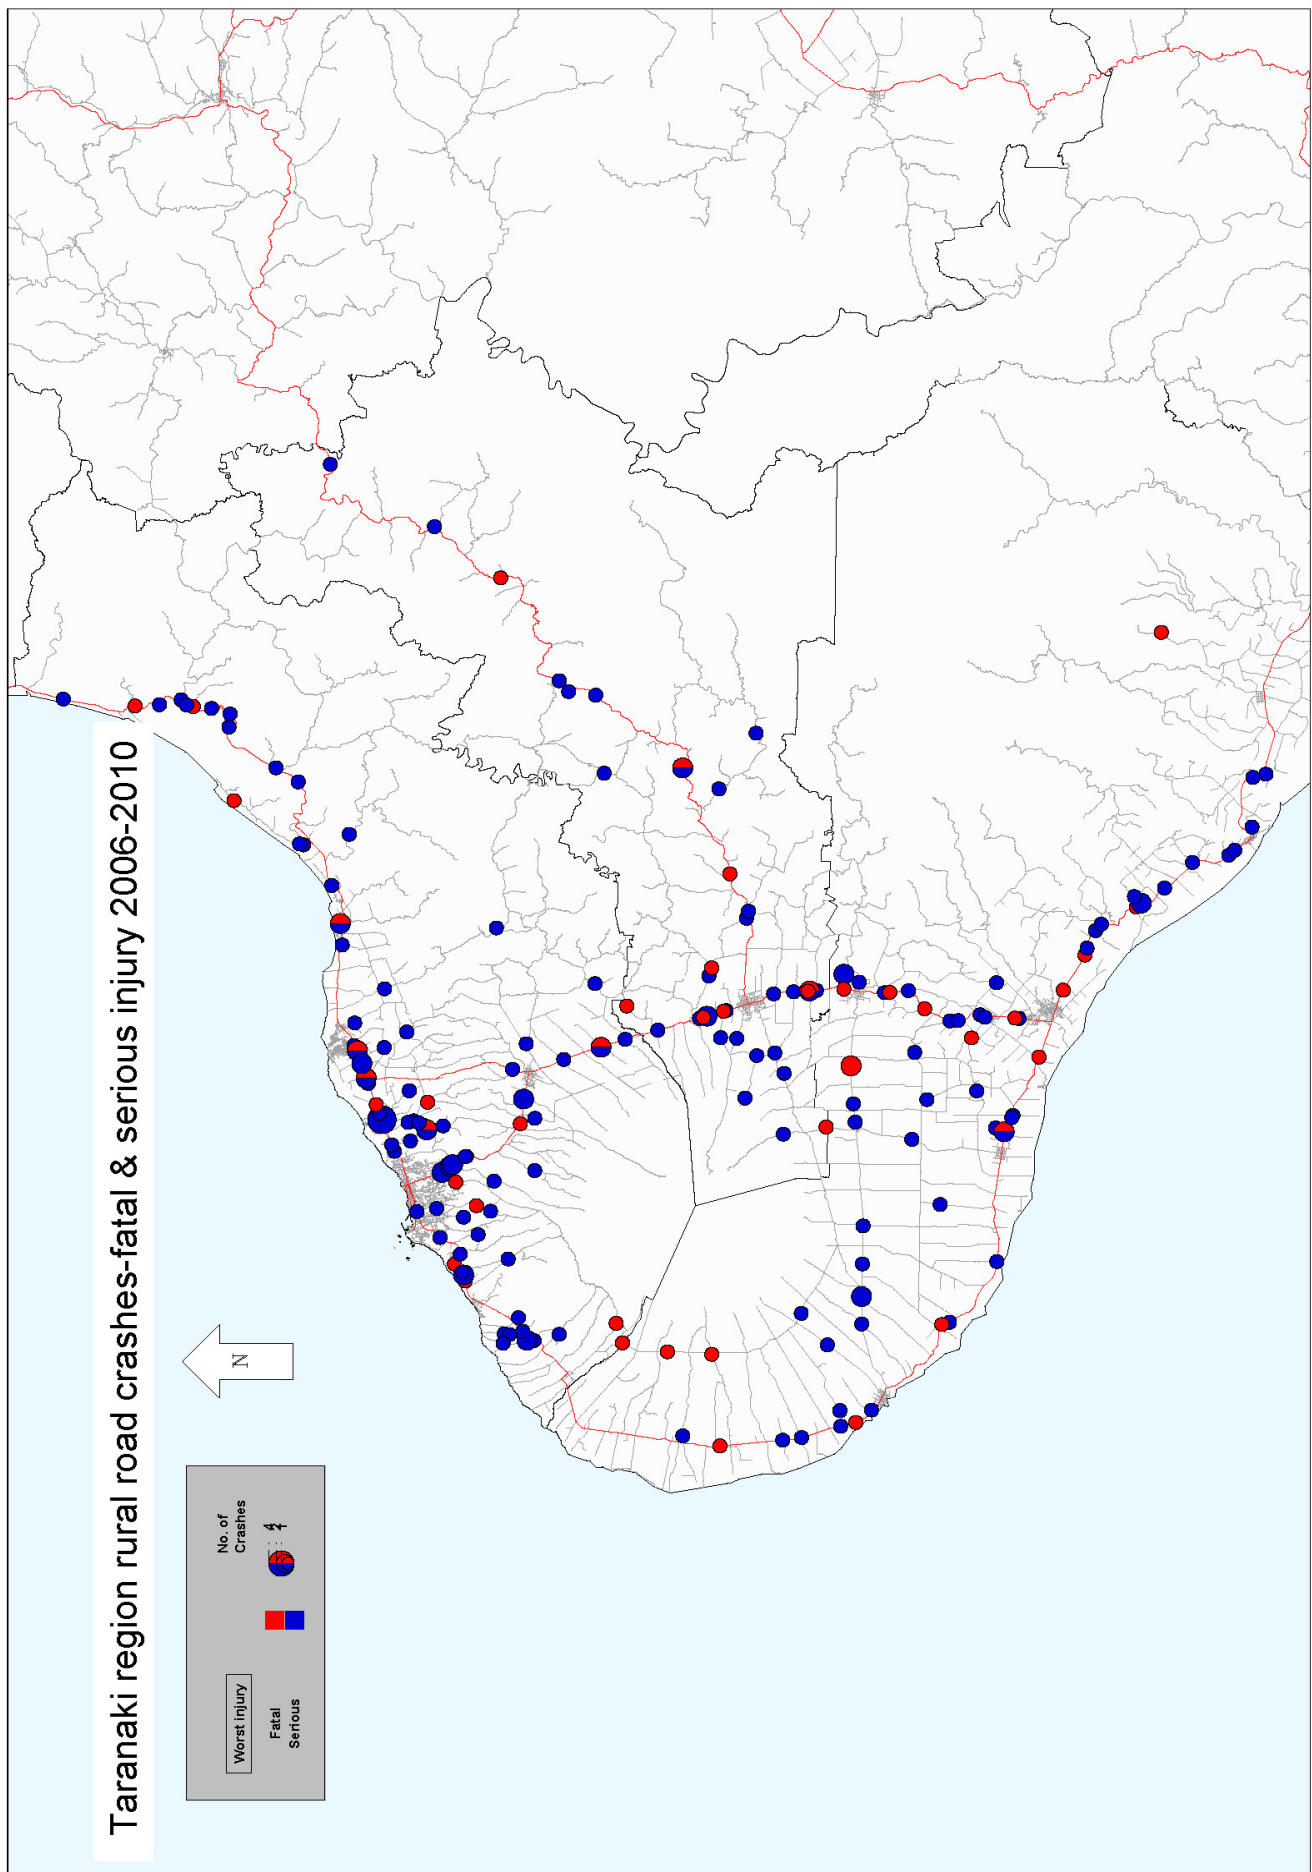 Taranaki region rural road crashes-fatal & serious injury 2006-2010
N
Worst injury
Fatal
Serious
No. of
Crashes